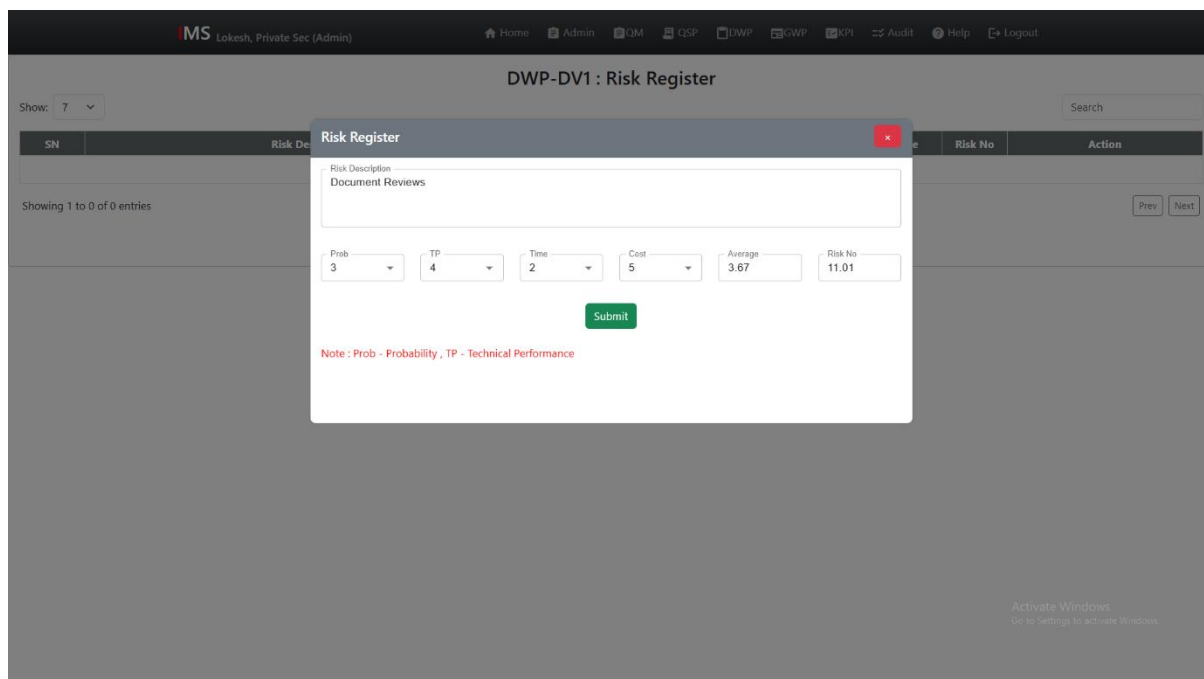 IMS Lokesh, Private Sec (Admin) Home Admin QM QSP DWP GWP KPI Audit Help Logout
DWP-DV1 : Risk Register
Show: 7 Search
SN Risk De e Risk No Action
Showing 1 to 0 of 0 entries Prev Next
Risk Register ×
Risk Description
Document Reviews
Prob TP Time Cost Average Risk No
3 4 2 5 3.67 11.01
Submit
Note : Prob - Probability , TP - Technical Performance
Activate Windows
Go to Settings to activate Windows.